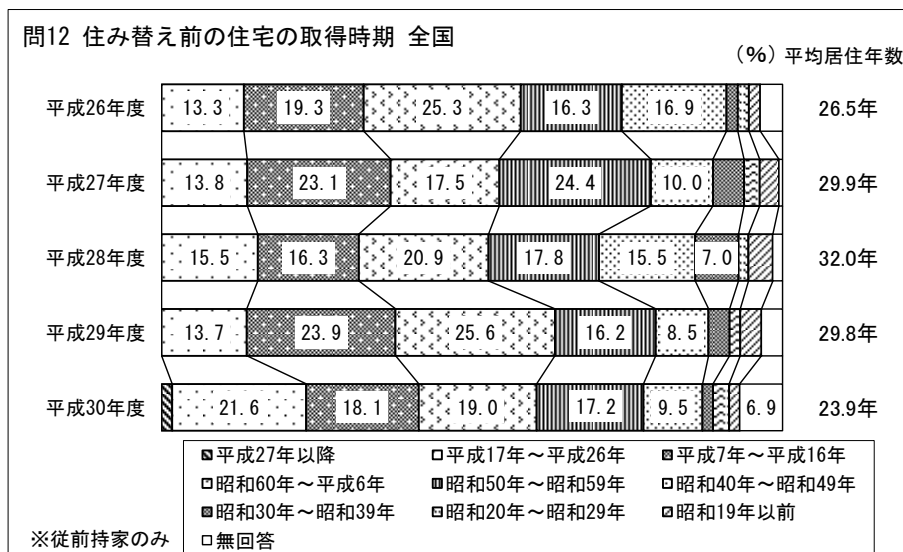 問12 住み替え前の住宅の取得時期 全国
(%) 平均居住年数
平成26年度 13.3 19.3 25.3 16.3 16.9 26.5年
平成27年度 13.8 23.1 17.5 24.4 10.0 29.9年
平成28年度 15.5 16.3 20.9 17.8 15.5 7.0 32.0年
平成29年度 13.7 23.9 25.6 16.2 8.5 29.8年
平成30年度 21.6 18.1 19.0 17.2 9.5 6.9 23.9年
平成27年以降 平成17年～平成26年 平成7年～平成16年
昭和60年～平成6年 昭和50年～昭和59年 昭和40年～昭和49年
昭和30年～昭和39年 昭和20年～昭和29年 昭和19年以前
※従前持家のみ 無回答